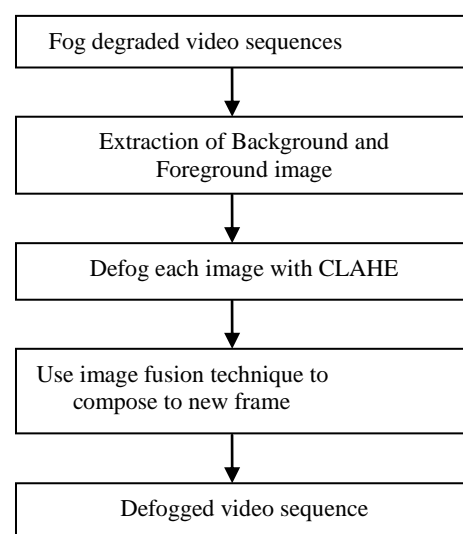 Fog degraded video sequences
Extraction of Background and
Foreground image
Defog each image with CLAHE
Use image fusion technique to
compose to new frame
Defogged video sequence